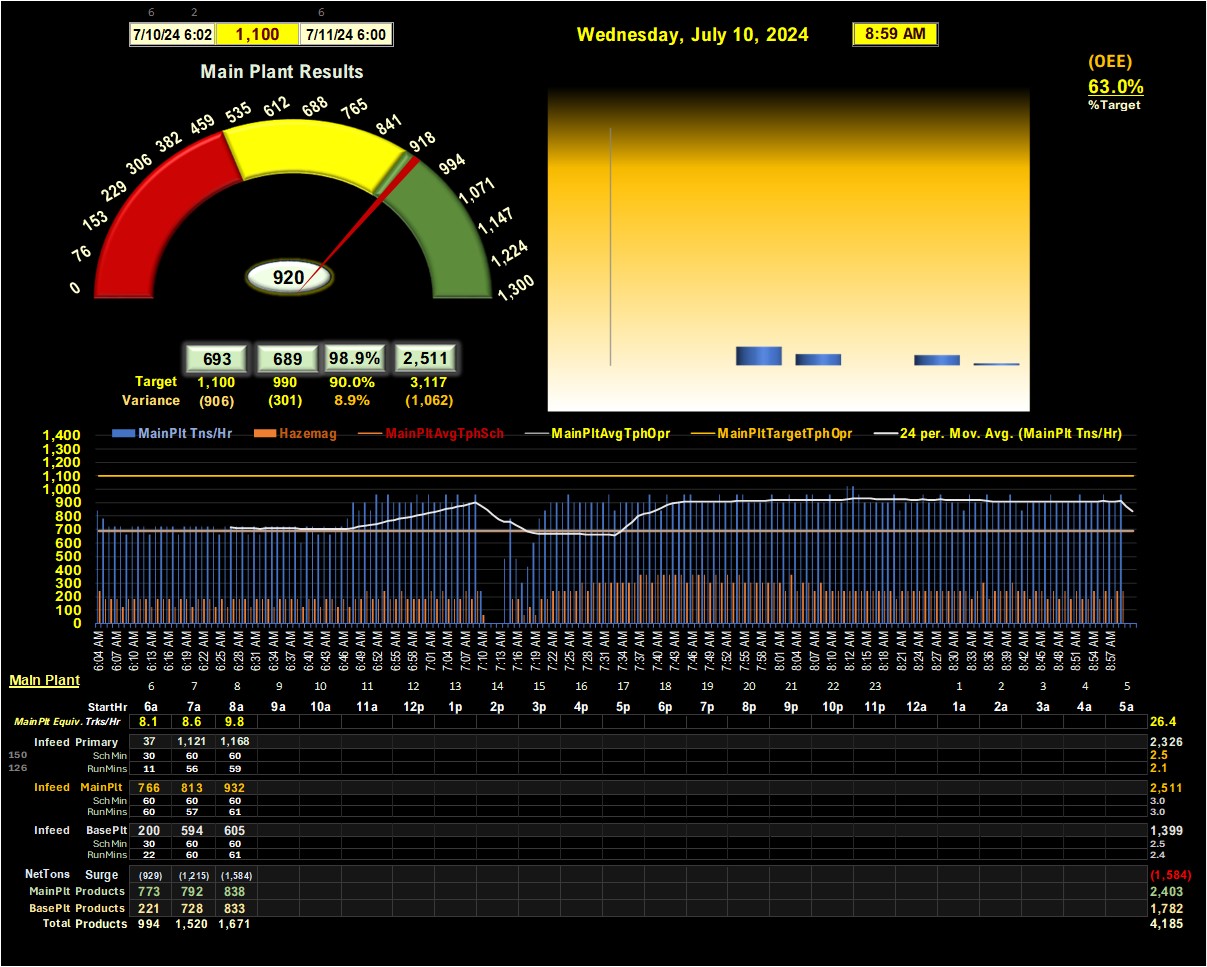 6 2 6
7/10/24 6:02 1,100 7/11/24 6:00 Wednesday, July 10, 2024 8:59 AM
(OEE)
63.0%
%Target
Main Plant Results
0 76 153 229 306 382 459 535 612 688 765 841 918 994 1,071 1,147 1,224 1,300
920
693 689 98.9% 2,511
Target 1,100 990 90.0% 3,117
Variance (906) (301) 8.9% (1,062)
MainPlt Tns/Hr Hazemag MainPltAvgTphSch MainPltAvgTphOpr MainPltTargetTphOpr 24 per. Mov. Avg. (MainPlt Tns/Hr)
1,400
1,300
1,200
1,100
1,000
900
800
700
600
500
400
300
200
100
0
6:04 AM 6:07 AM 6:10 AM 6:13 AM 6:16 AM 6:19 AM 6:22 AM 6:25 AM 6:28 AM 6:31 AM 6:34 AM 6:37 AM 6:40 AM 6:43 AM 6:46 AM 6:49 AM 6:52 AM 6:55 AM 6:58 AM 7:01 AM 7:04 AM 7:07 AM 7:10 AM 7:13 AM 7:16 AM 7:19 AM 7:22 AM 7:25 AM 7:28 AM 7:31 AM 7:34 AM 7:37 AM 7:40 AM 7:43 AM 7:46 AM 7:49 AM 7:52 AM 7:55 AM 7:58 AM 8:01 AM 8:04 AM 8:07 AM 8:10 AM 8:12 AM 8:15 AM 8:18 AM 8:21 AM 8:24 AM 8:27 AM 8:30 AM 8:33 AM 8:36 AM 8:39 AM 8:42 AM 8:45 AM 8:48 AM 8:51 AM 8:54 AM 8:57 AM
Main Plant 6 7 8 9 10 11 12 13 14 15 16 17 18 19 20 21 22 23 1 2 3 4 5
StartHr 6a 7a 8a 9a 10a 11a 12p 1p 2p 3p 4p 5p 6p 7p 8p 9p 10p 11p 12a 1a 2a 3a 4a 5a
MainPlt Equiv. Trks/Hr 8.1 8.6 9.8 26.4
Infeed Primary 37 1,121 1,168 2,326
150 Sch Min 30 60 60 2.5
126 RunMins 11 56 59 2.1
Infeed MainPlt 766 813 932 2,511
Sch Min 60 60 60 3.0
RunMins 60 57 61 3.0
Infeed BasePlt 200 594 605 1,399
Sch Min 30 60 60 2.5
RunMins 22 60 61 2.4
NetTons Surge (929) (1,215) (1,584) (1,584)
MainPlt Products 773 792 838 2,403
BasePlt Products 221 728 833 1,782
Total Products 994 1,520 1,671 4,185